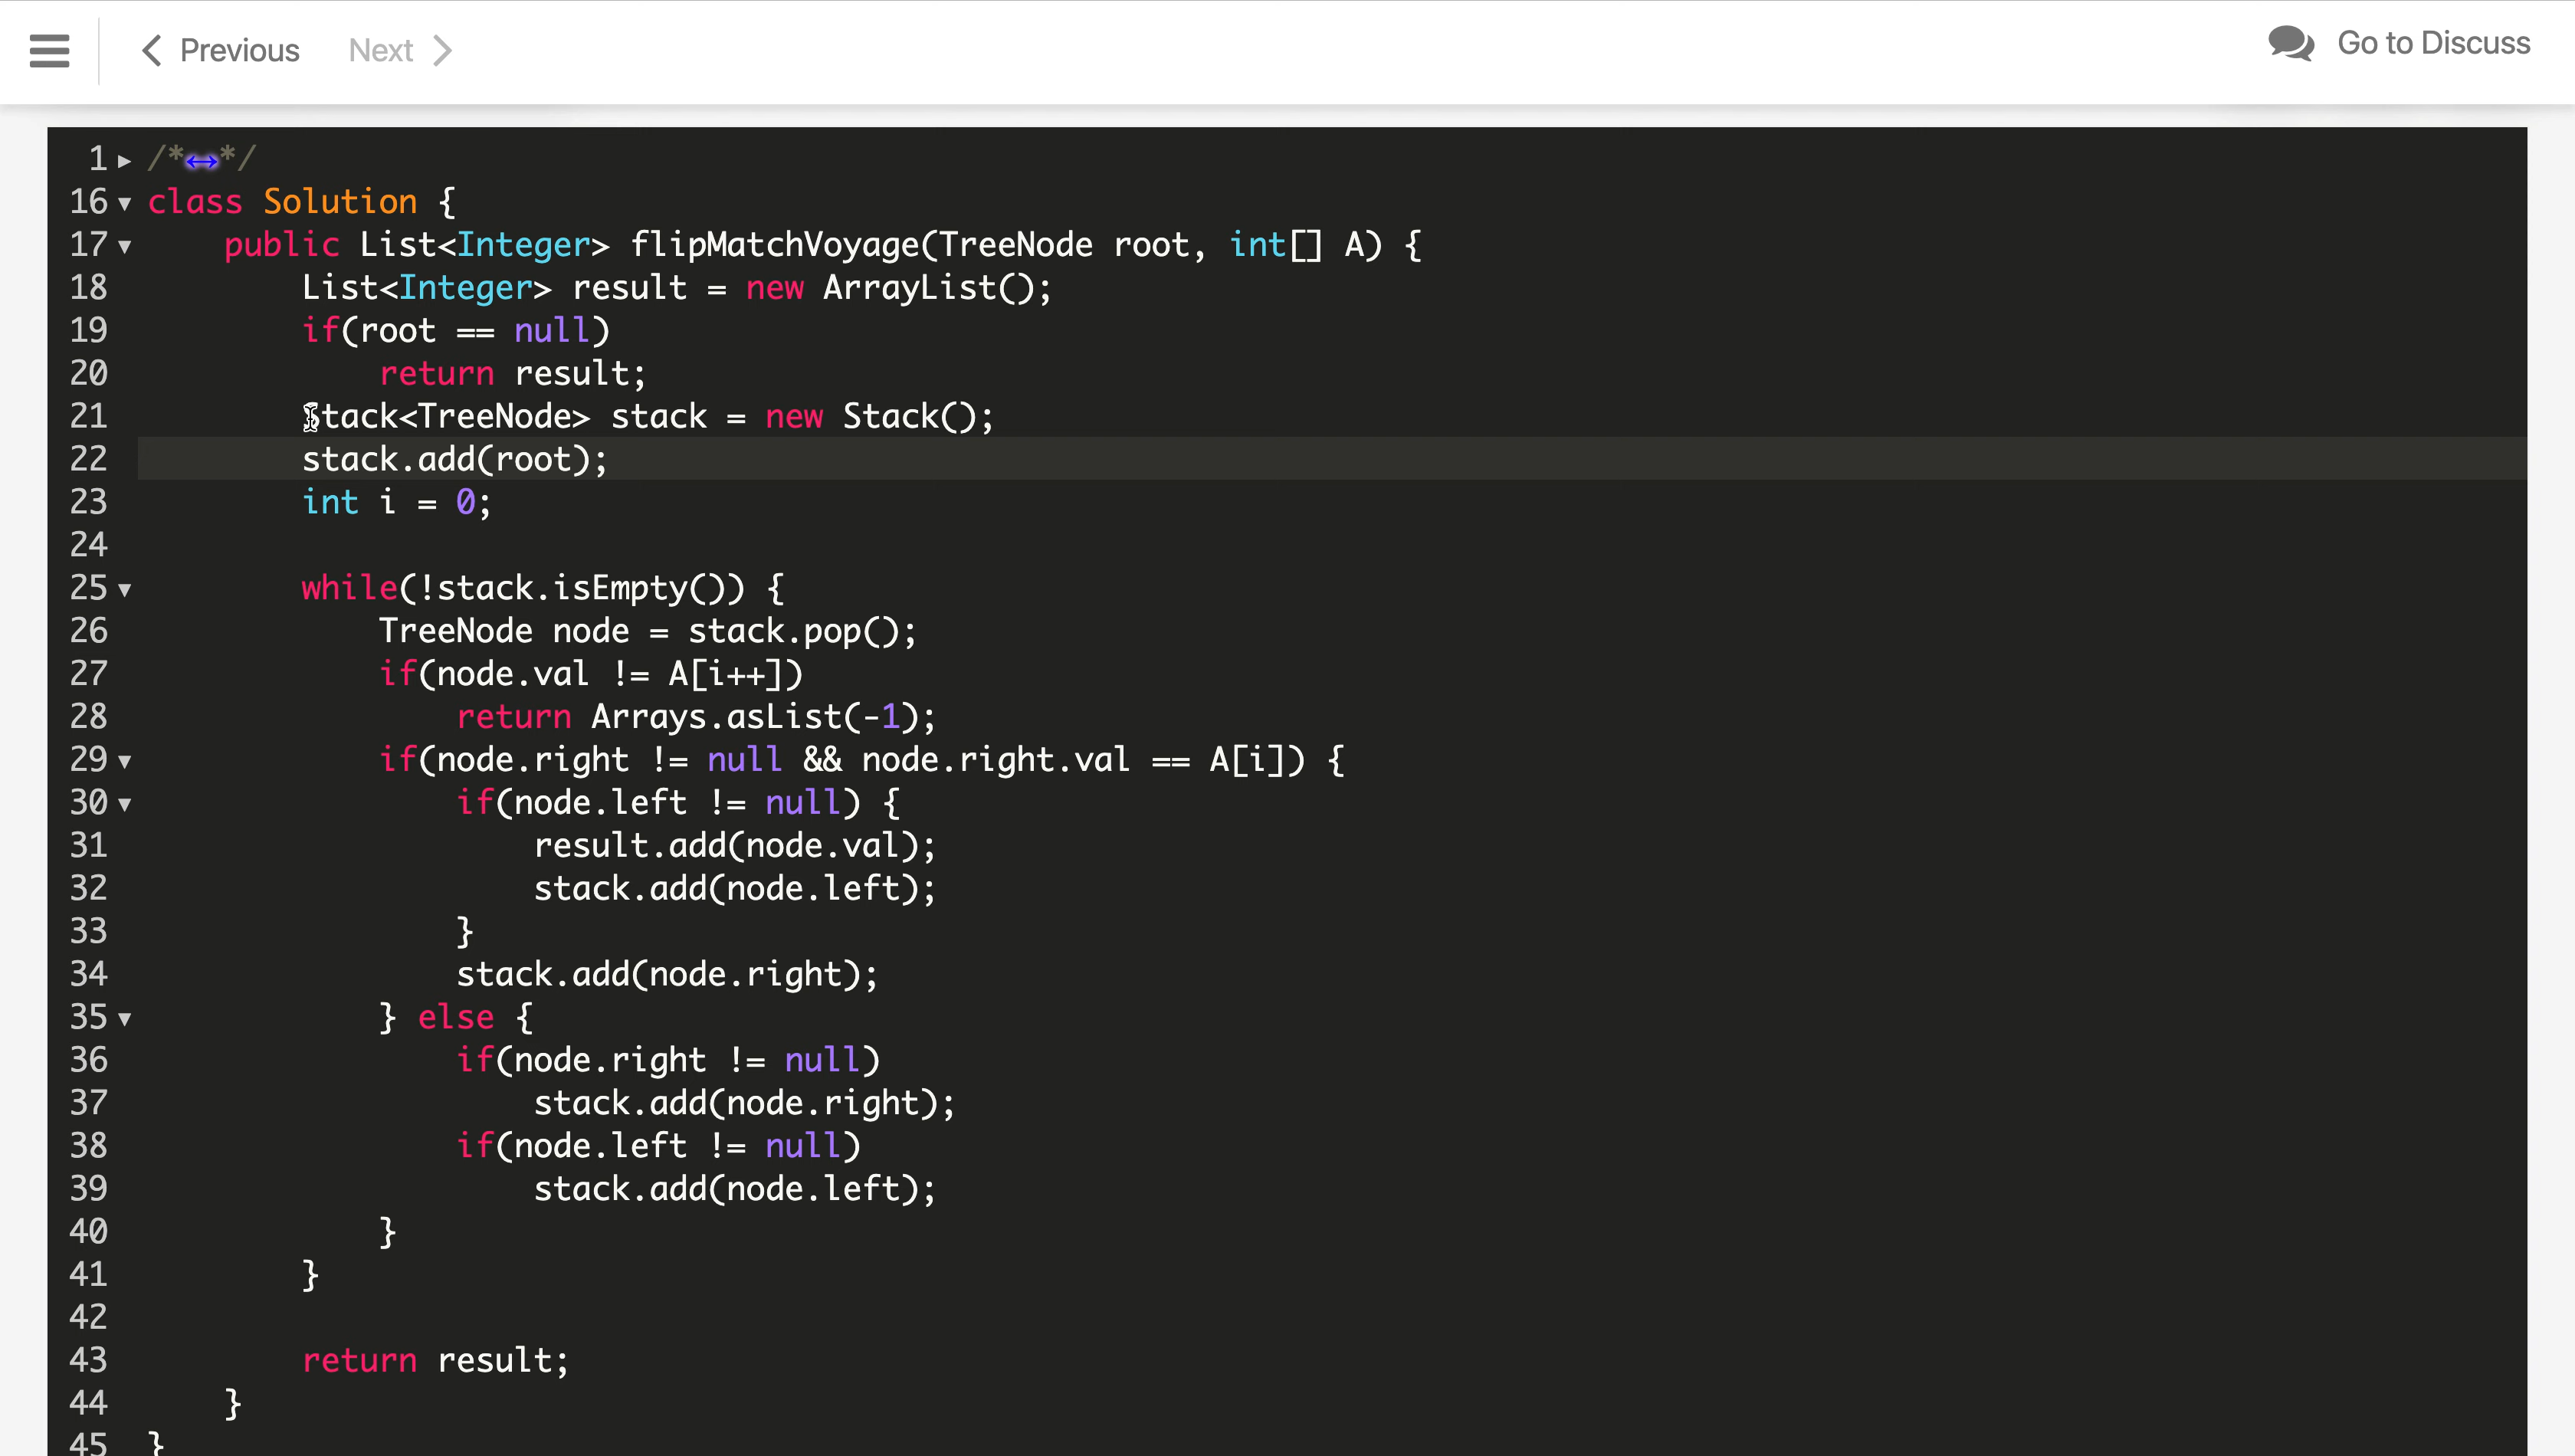 Previous Next Go to Discuss
1 /*↔*/
16 class Solution {
17 public List<Integer> flipMatchVoyage(TreeNode root, int[] A) {
18 List<Integer> result = new ArrayList();
19 if(root == null)
20 return result;
21 Stack<TreeNode> stack = new Stack();
22 stack.add(root);
23 int i = 0;
24
25 while(!stack.isEmpty()) {
26 TreeNode node = stack.pop();
27 if(node.val != A[i++])
28 return Arrays.asList(-1);
29 if(node.right != null && node.right.val == A[i]) {
30 if(node.left != null) {
31 result.add(node.val);
32 stack.add(node.left);
33 }
34 stack.add(node.right);
35 } else {
36 if(node.right != null)
37 stack.add(node.right);
38 if(node.left != null)
39 stack.add(node.left);
40 }
41 }
42
43 return result;
44 }
45 }